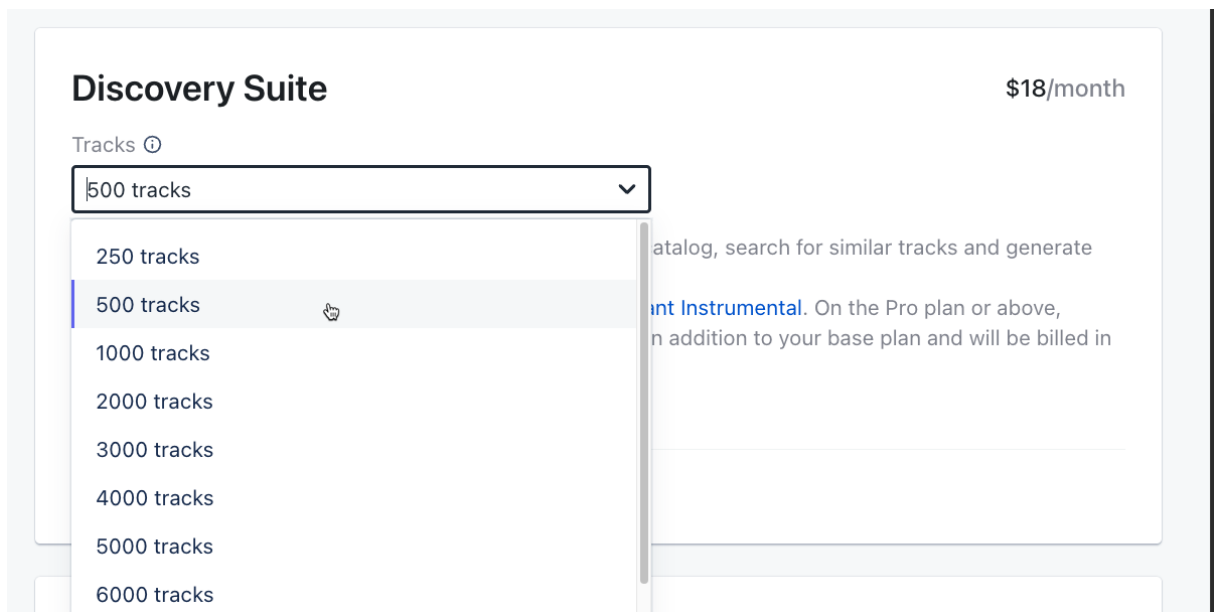 Discovery Suite
$18/month
Tracks
500 tracks
250 tracks
500 tracks
1000 tracks
2000 tracks
3000 tracks
4000 tracks
5000 tracks
6000 tracks
atalog, search for similar tracks and generate
ant Instrumental. On the Pro plan or above,
n addition to your base plan and will be billed in